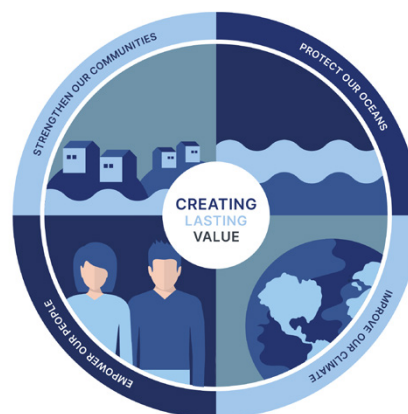 STRENGTHEN OUR COMMUNITIES
PROTECT OUR OCEANS
CREATING
LASTING
VALUE
EMPOWER OUR PEOPLE
IMPROVE OUR CLIMATE